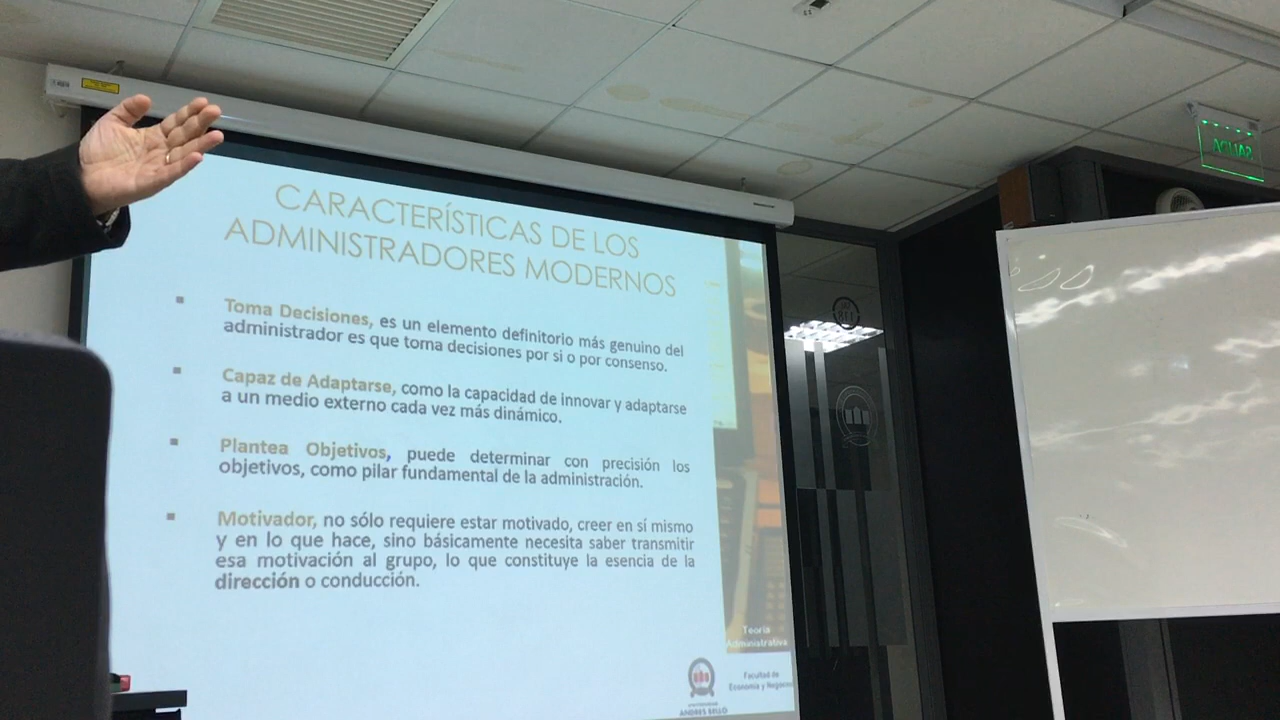 CARACTERÍSTICAS DE LOS
ADMINISTRADORES MODERNOS
▪ Toma Decisiones, es un elemento definitorio más genuino del
administrador es que toma decisiones por si o por consenso.
▪ Capaz de Adaptarse, como la capacidad de innovar y adaptarse
a un medio externo cada vez más dinámico.
▪ Plantea Objetivos, puede determinar con precisión los
objetivos, como pilar fundamental de la administración.
▪ Motivador, no sólo requiere estar motivado, creer en sí mismo
y en lo que hace, sino básicamente necesita saber transmitir
esa motivación al grupo, lo que constituye la esencia de la
dirección o conducción.
Teoría
Administrativa
UNIVERSIDAD
ANDRES BELLO
Facultad de
Economía y Negocios
SALIDA